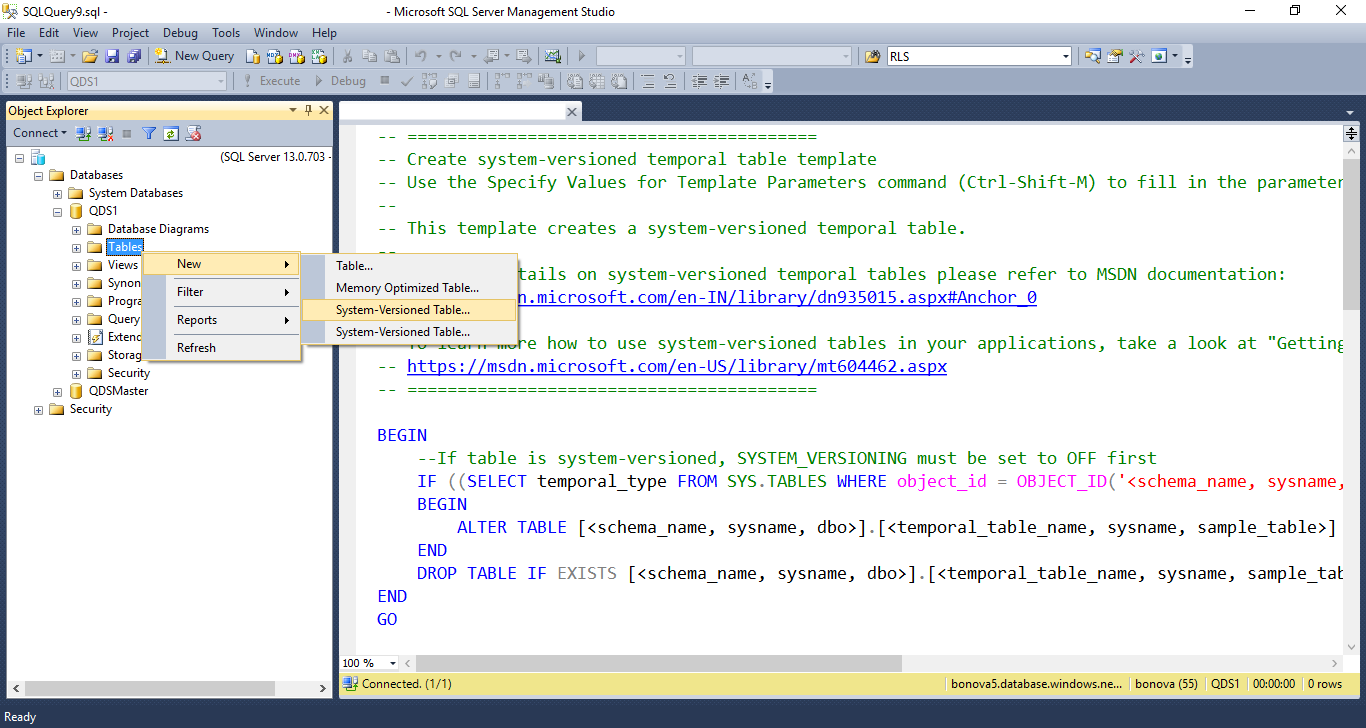 SQLQuery9.sql -
- Microsoft SQL Server Management Studio
File Edit View Project Debug Tools Window Help
New Query
RLS
QDS1
Execute
Debug
Object Explorer
Connect
(SQL Server 13.0.703 -
Databases
System Databases
QDS1
Database Diagrams
Tables
Views
Synon
Progra
Query
Extend
Storag
Security
QDSMaster
Security
New
Filter
Reports
Refresh
Table...
Memory Optimized Table...
System-Versioned Table...
System-Versioned Table...
-- =========================================
-- Create system-versioned temporal table template
-- Use the Specify Values for Template Parameters command (Ctrl-Shift-M) to fill in the parameter
--
-- This template creates a system-versioned temporal table.
--
tails on system-versioned temporal tables please refer to MSDN documentation:
n.microsoft.com/en-IN/library/dn935015.aspx#Anchor_0
To learn more how to use system-versioned tables in your applications, take a look at "Getting
-- https://msdn.microsoft.com/en-US/library/mt604462.aspx
-- =========================================
BEGIN
--If table is system-versioned, SYSTEM_VERSIONING must be set to OFF first
IF ((SELECT temporal_type FROM SYS.TABLES WHERE object_id = OBJECT_ID('<schema_name, sysname,
BEGIN
ALTER TABLE [<schema_name, sysname, dbo>].[<temporal_table_name, sysname, sample_table>]
END
DROP TABLE IF EXISTS [<schema_name, sysname, dbo>].[<temporal_table_name, sysname, sample_tab
END
GO
100 %
Connected. (1/1)
bonova5.database.windows.ne...
bonova (55)
QDS1
00:00:00
0 rows
Ready